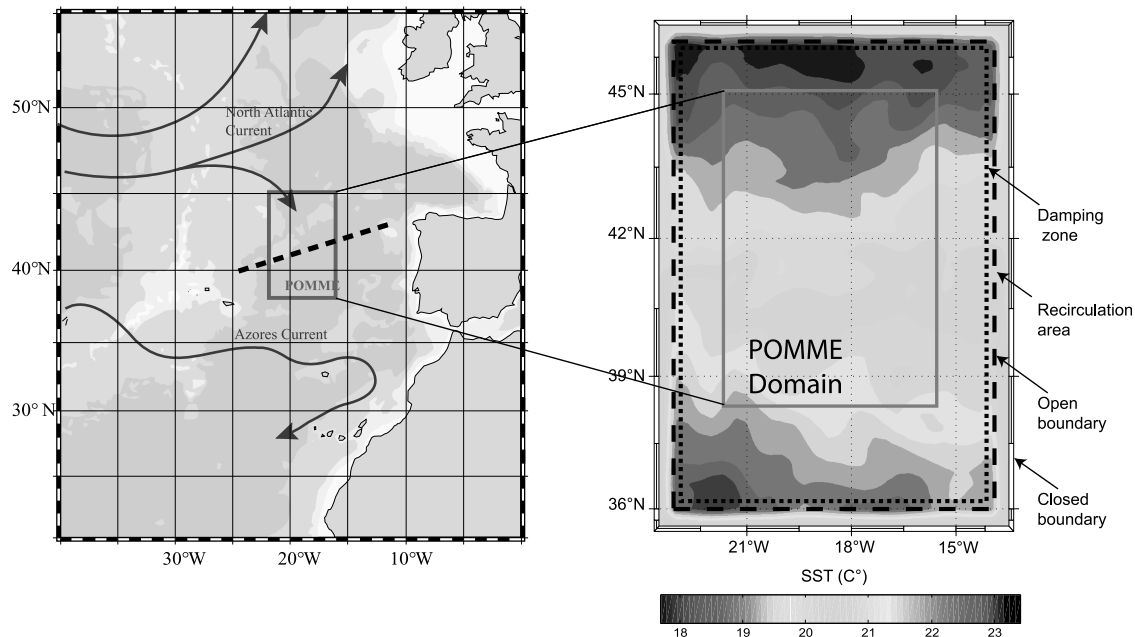 50°N
40°N
30° N
30°W
20°W
10°W
North Atlantic
Current
POMME
Azores Current
45°N
42°N
39°N
36°N
21°W
18°W
15°W
POMME
Domain
Damping
zone
Recirculation
area
Open
boundary
Closed
boundary
SST (C°)
18 19 20 21 22 23